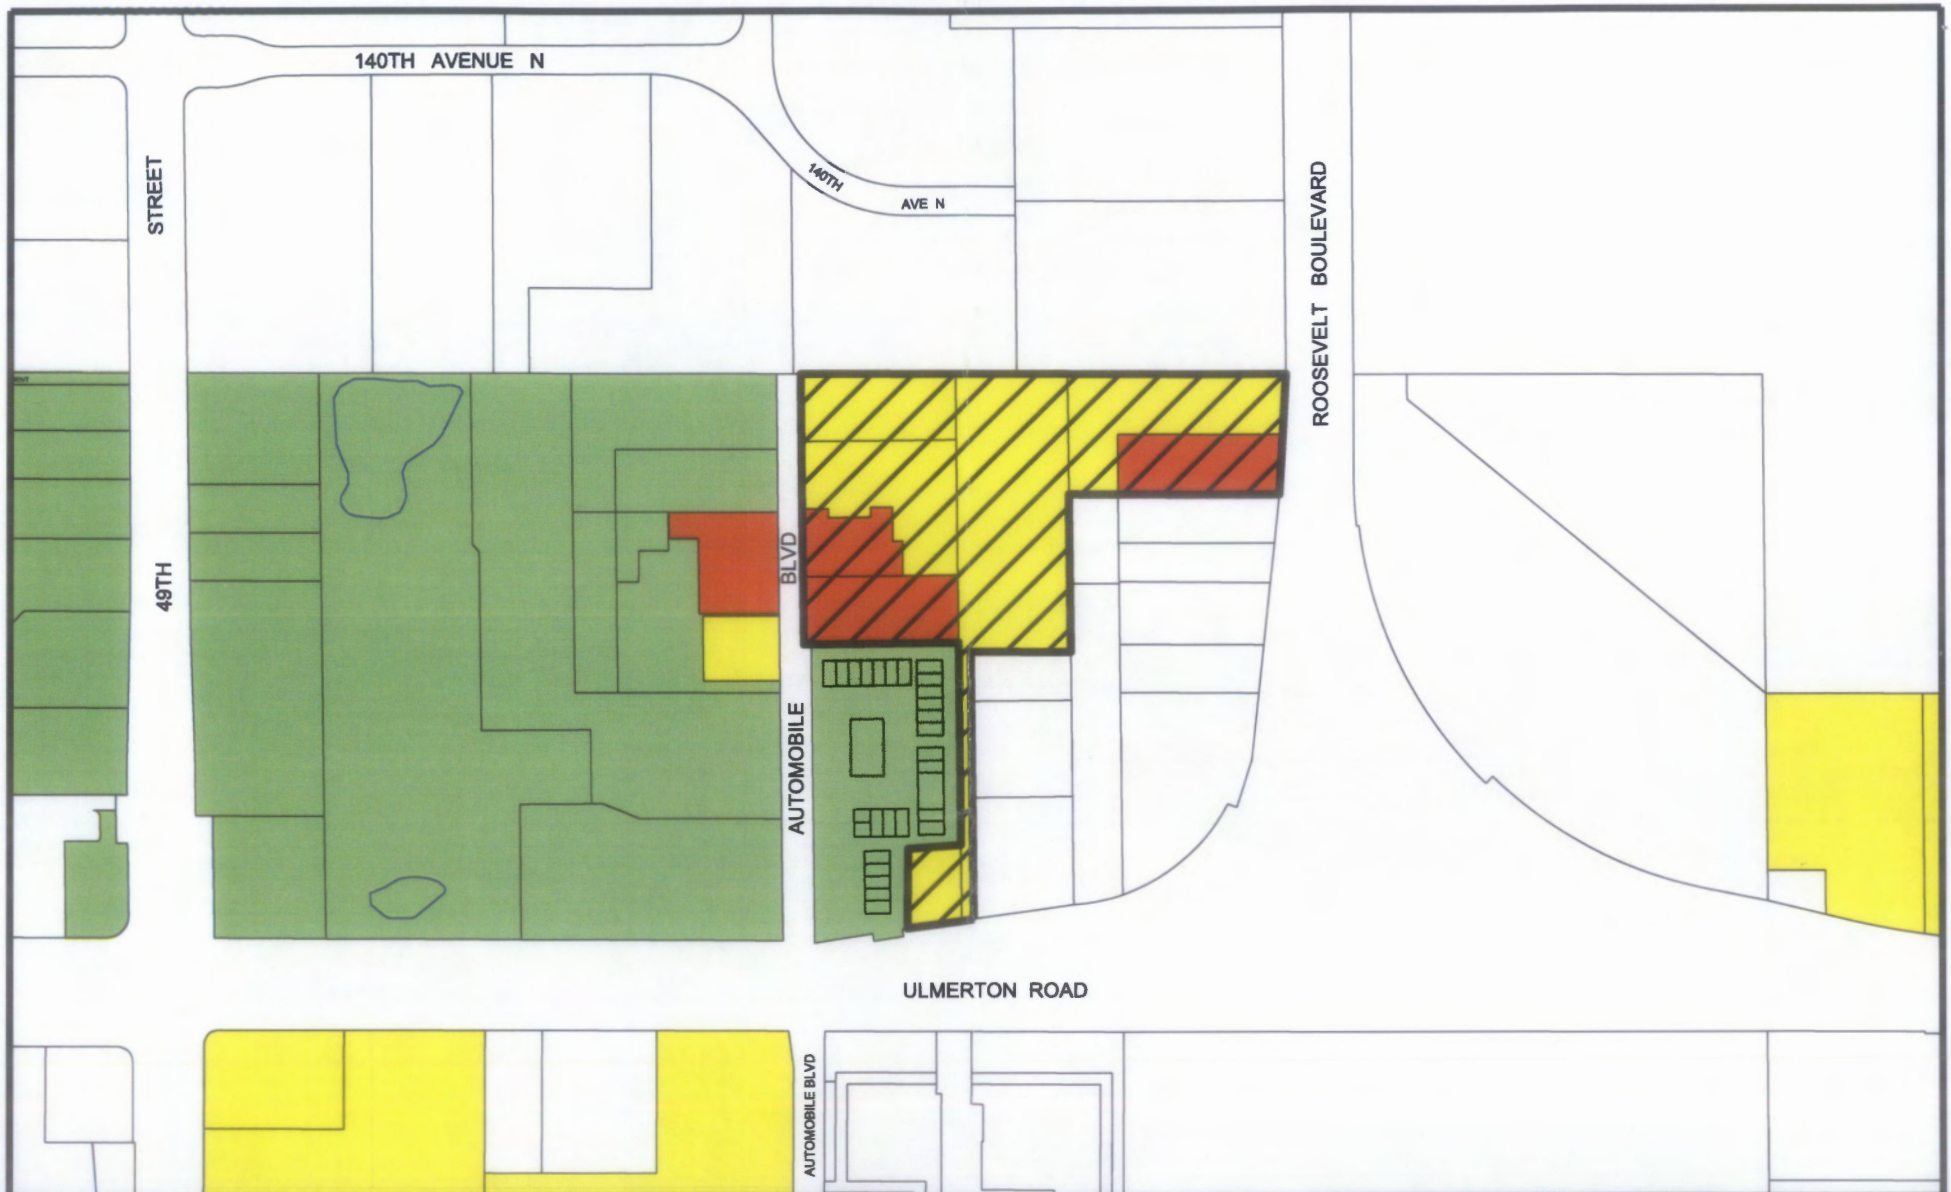 140TH AVENUE N
140TH
AVE N
STREET
49TH
ROOSEVELT BOULEVARD
BLVD
AUTOMOBILE
ULMERTON ROAD
AUTOMOBILE BLVD